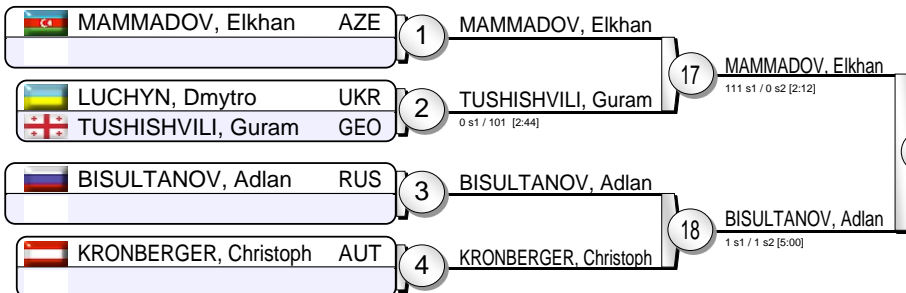 MAMMADOV, Elkhan AZE
1
MAMMADOV, Elkhan
17
MAMMADOV, Elkhan
111 s1 / 0 s2 [2:12]
LUCHYN, Dmytro UKR
TUSHISHVILI, Guram GEO
2
TUSHISHVILI, Guram
0 s1 / 101 [2:44]
BISULTANOV, Adlan RUS
3
BISULTANOV, Adlan
18
BISULTANOV, Adlan
1 s1 / 1 s2 [5:00]
KRONBERGER, Christoph AUT
4
KRONBERGER, Christoph